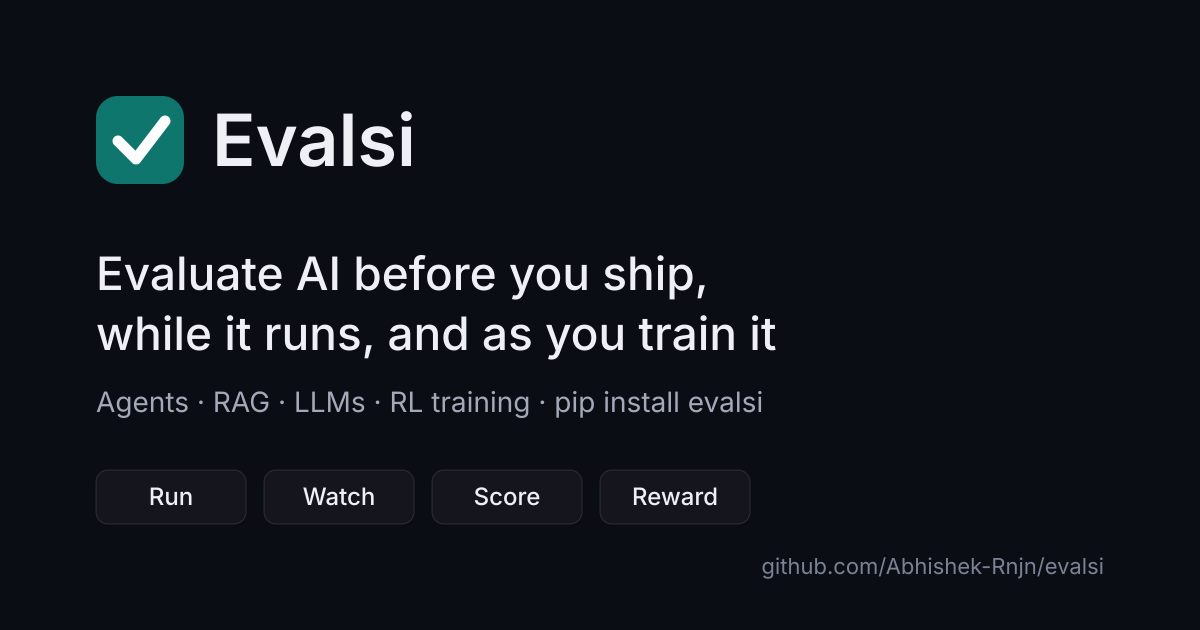 Evalsi
Evaluate AI before you ship,
while it runs, and as you train it
Agents · RAG · LLMs · RL training · pip install evalsi
Run
Watch
Score
Reward
github.com/Abhishek-Rnjn/evalsi